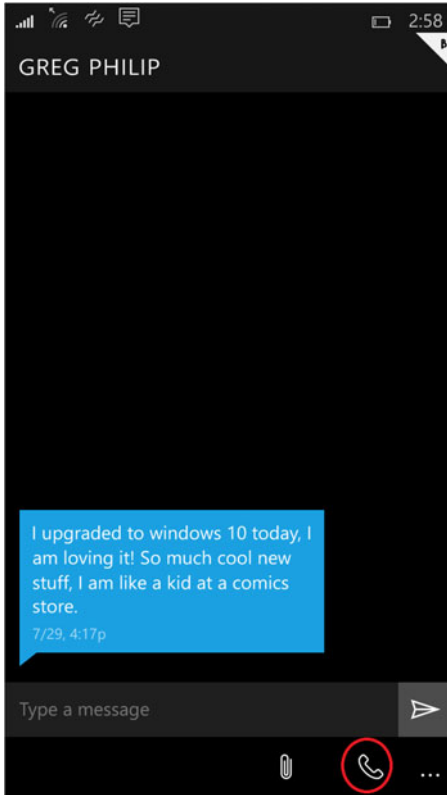 2:58
GREG PHILIP
I upgraded to windows 10 today, I
am loving it! So much cool new
stuff, I am like a kid at a comics
store.
7/29, 4:17p
Type a message
...